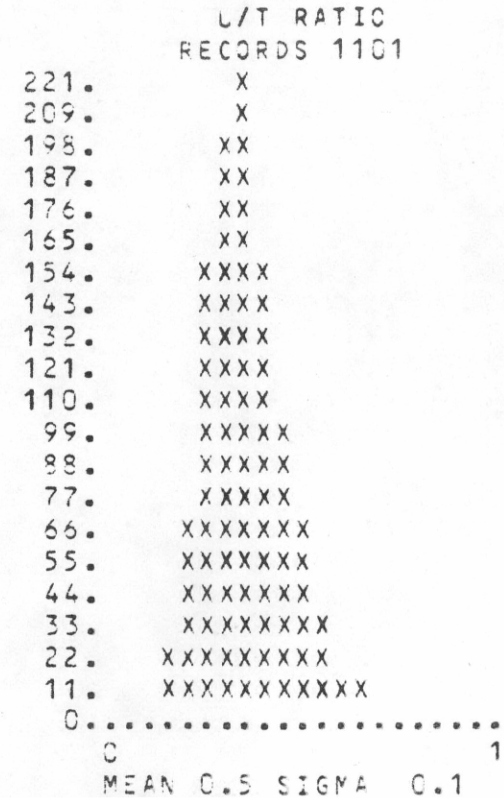 L/T RATIO
RECORDS 1101
221. X
209. X
198. XX
187. XX
176. XX
165. XX
154. XXXX
143. XXXX
132. XXXX
121. XXXX
110. XXXX
99. XXXXX
88. XXXXX
77. XXXXX
66. XXXXXXX
55. XXXXXXX
44. XXXXXXX
33. XXXXXXXX
22. XXXXXXXXX
11. XXXXXXXXXXX
0......................
0 1
MEAN 0.5 SIGMA 0.1